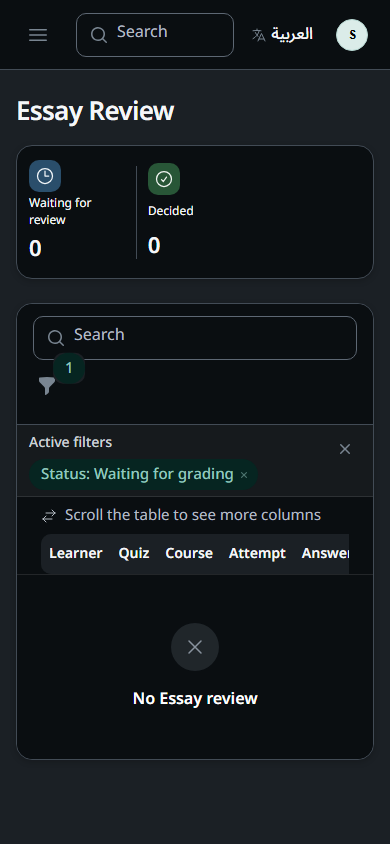 Search
العربية
S
Essay Review
Waiting for
review
0
Decided
0
Search
1
Active filters
Status: Waiting for grading ×
Scroll the table to see more columns
Learner Quiz Course Attempt Answer
No Essay review